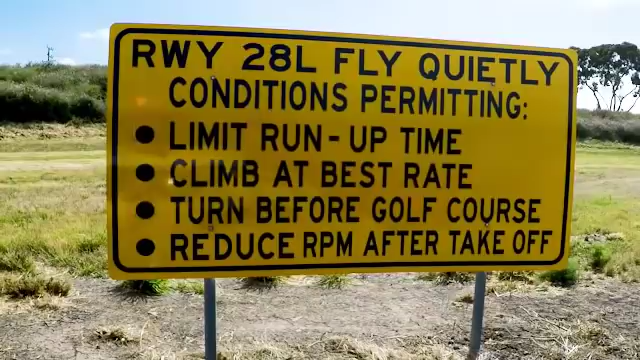 RWY 28L FLY QUIETLY
CONDITIONS PERMITTING:
● LIMIT RUN-UP TIME
● CLIMB AT BEST RATE
● TURN BEFORE GOLF COURSE
● REDUCE RPM AFTER TAKE OFF